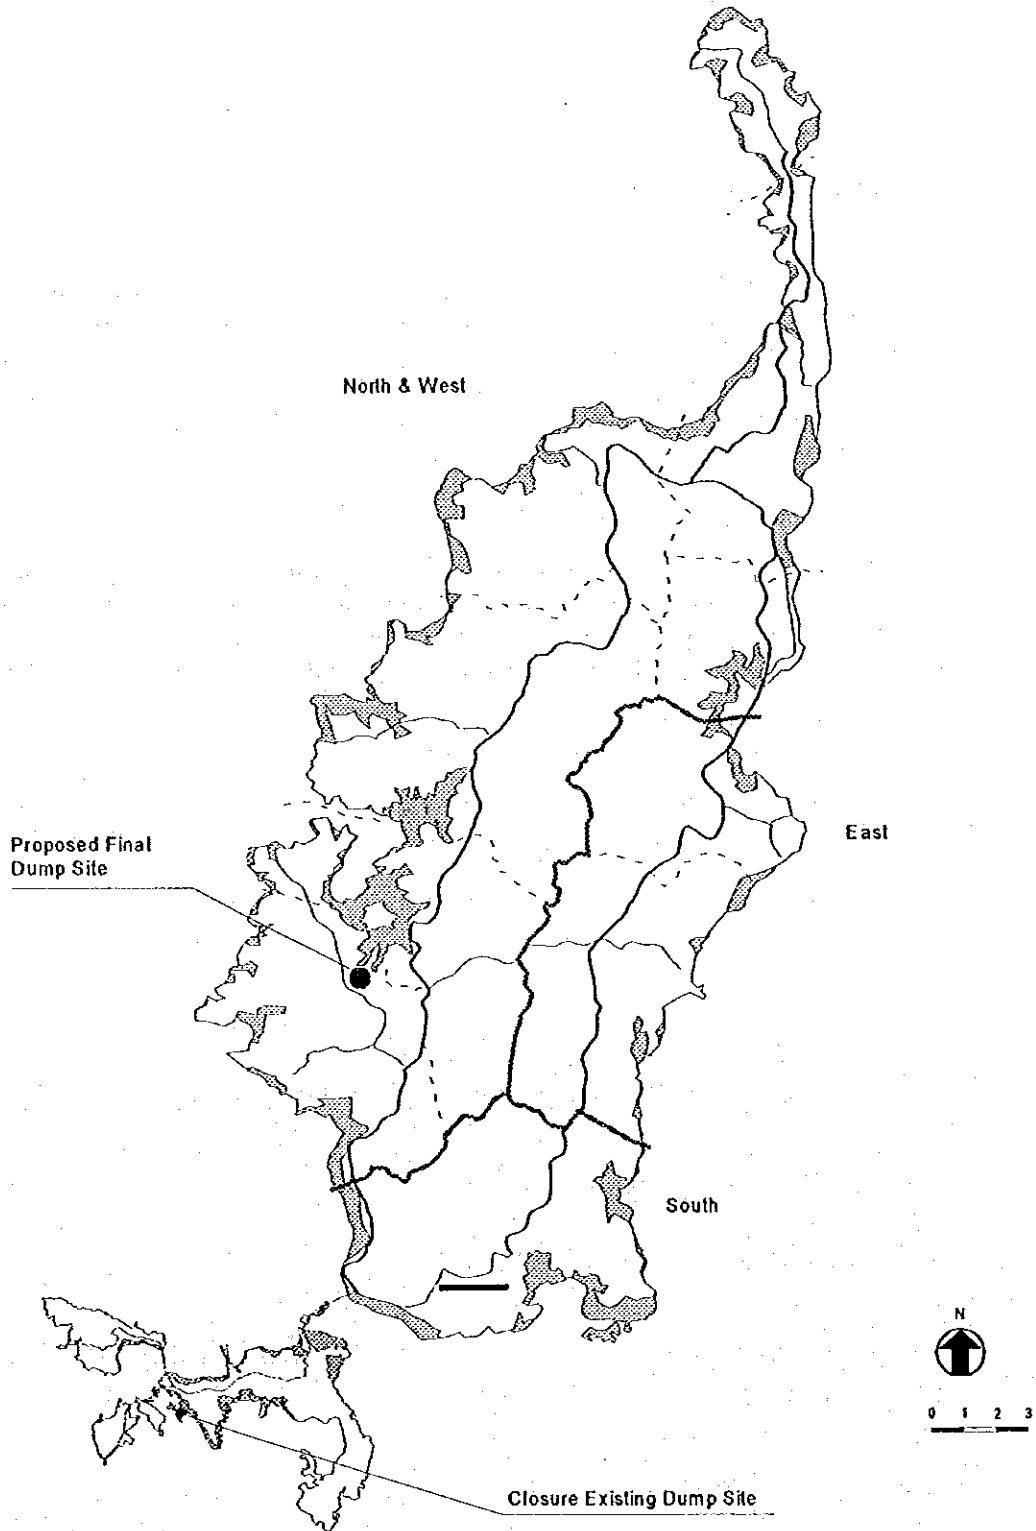 North & West
Proposed Final
Dump Site
East
South
N
0 1 2 3
Closure Existing Dump Site